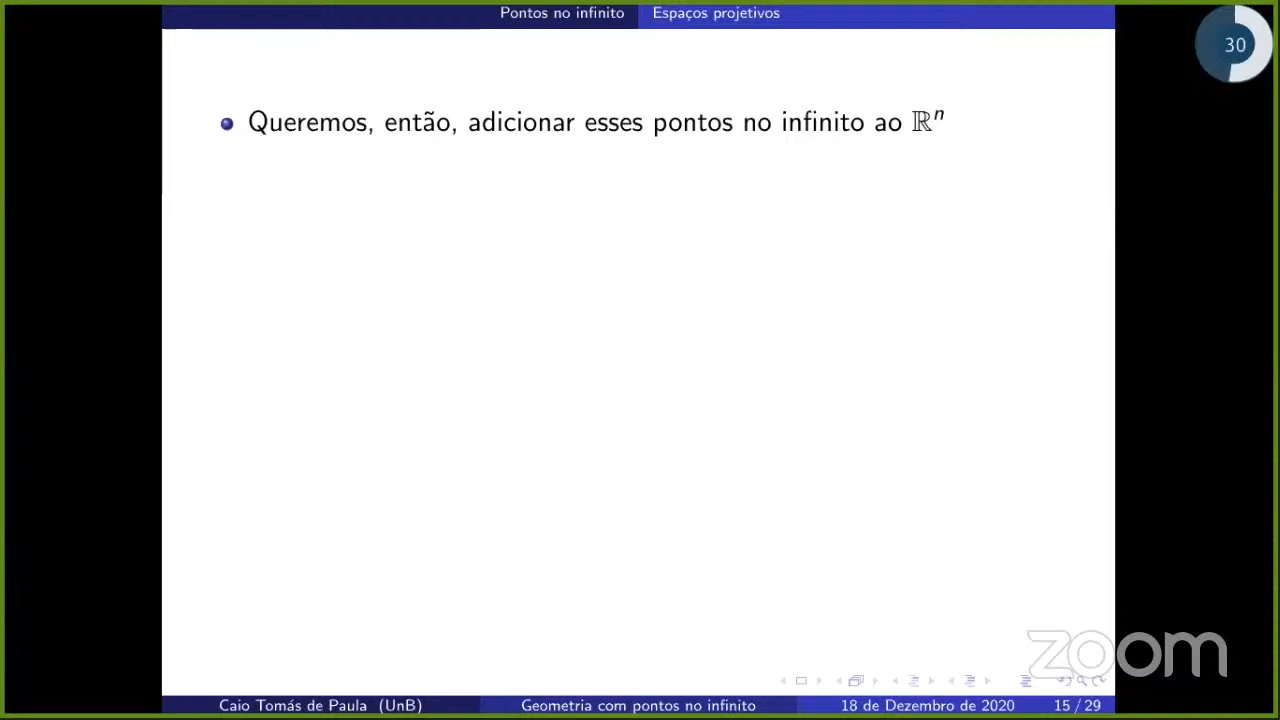 Pontos no infinito Espaços projetivos
30
Queremos, então, adicionar esses pontos no infinito ao ℝⁿ
zoom
Caio Tomás de Paula (UnB) Geometria com pontos no infinito 18 de Dezembro de 2020 15 / 29